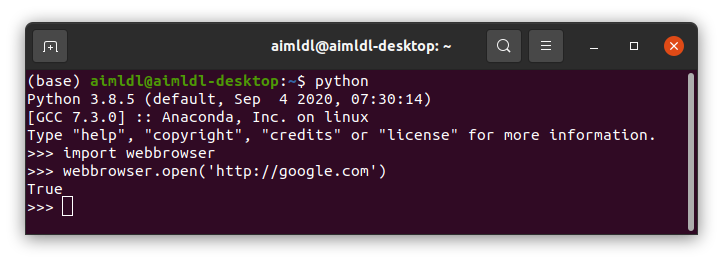 aimldl@aimldl-desktop: ~
(base) aimldl@aimldl-desktop:~$ python
Python 3.8.5 (default, Sep  4 2020, 07:30:14)
[GCC 7.3.0] :: Anaconda, Inc. on linux
Type "help", "copyright", "credits" or "license" for more information.
>>> import webbrowser
>>> webbrowser.open('http://google.com')
True
>>>